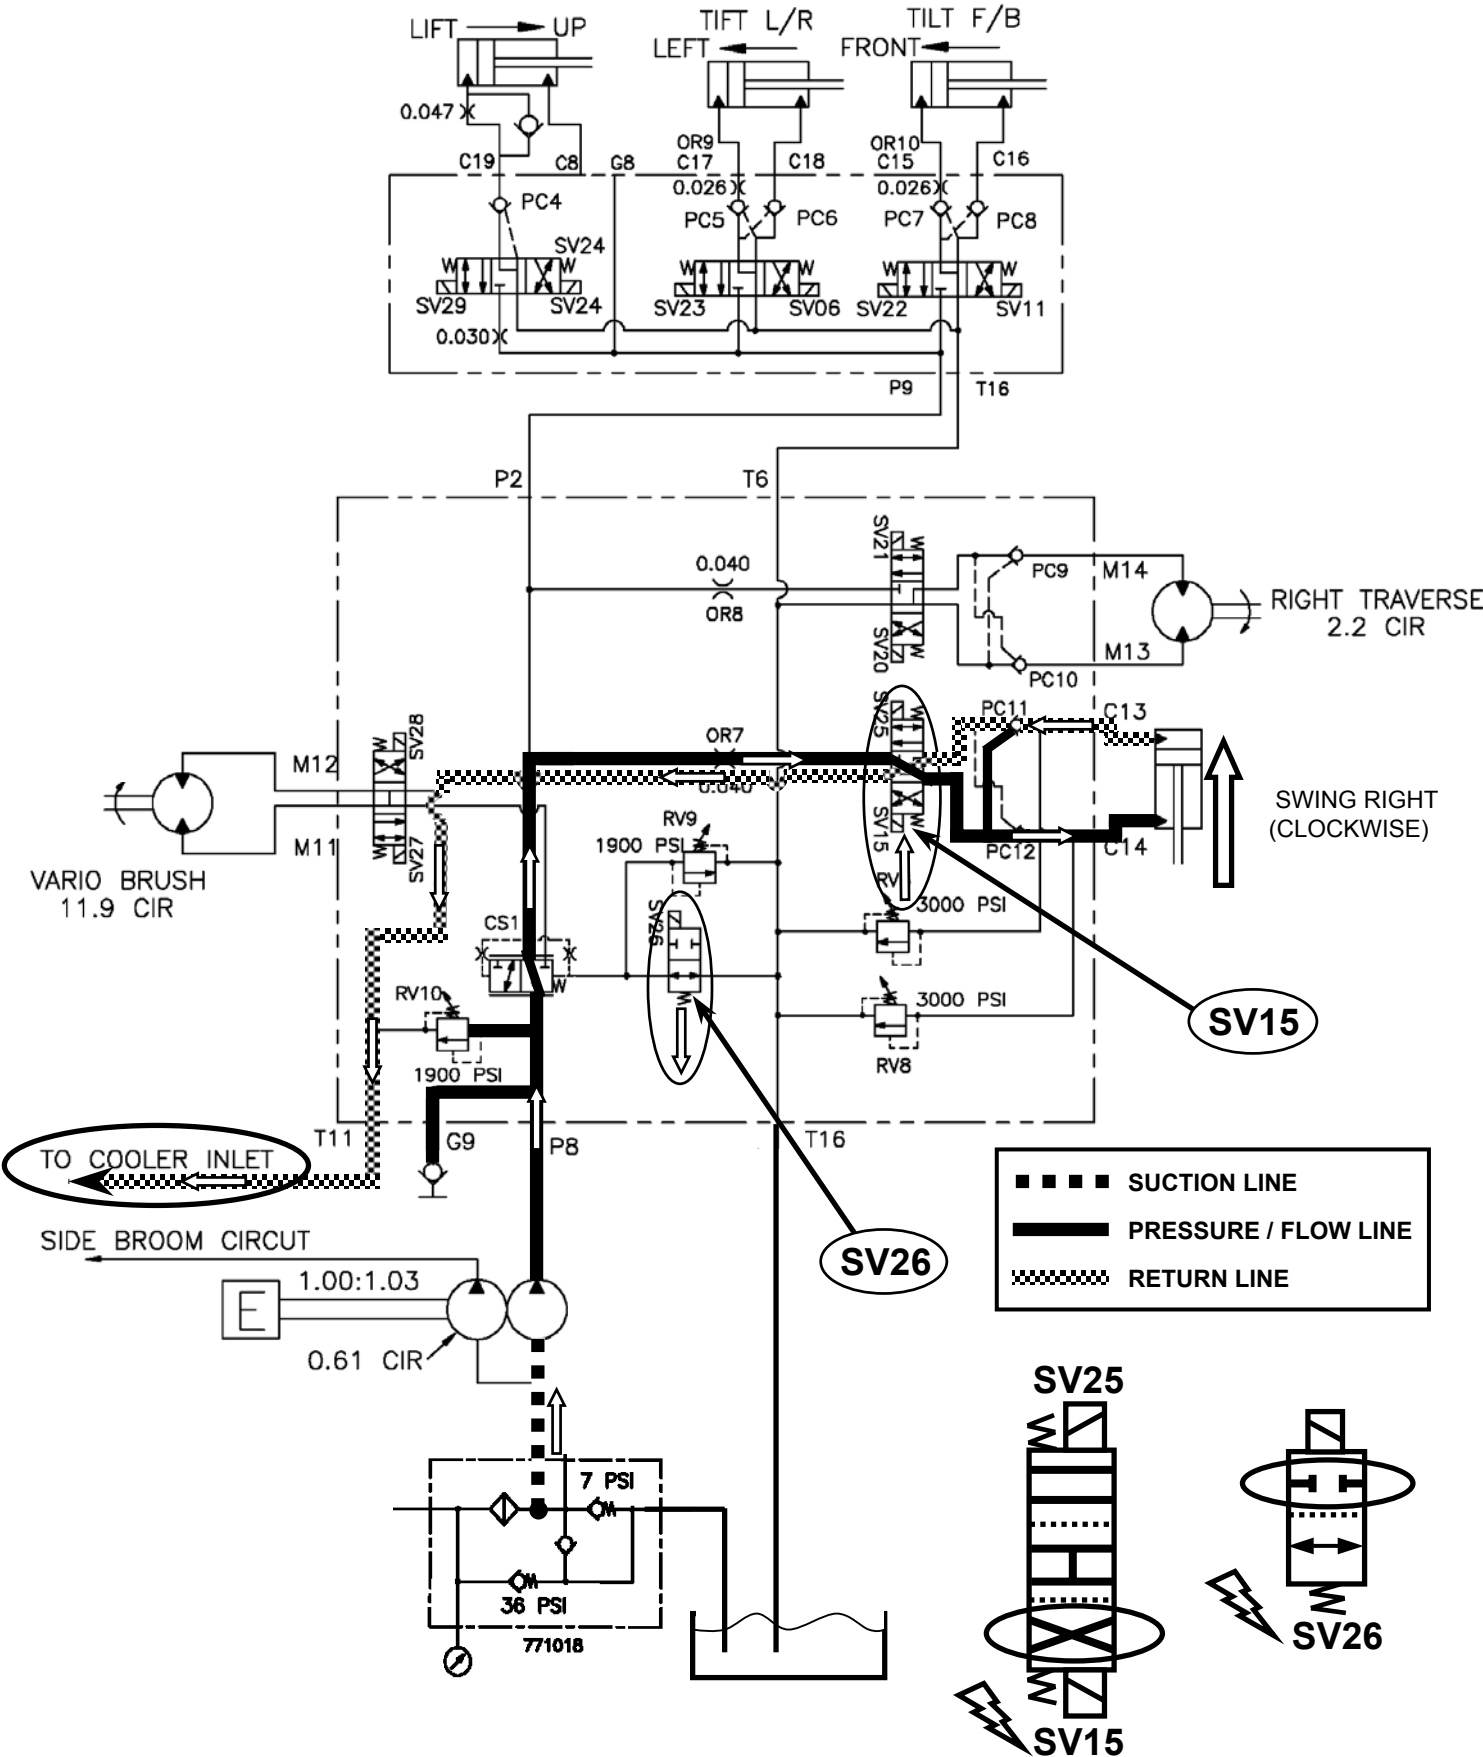 LIFT UP
TIFT L/R
TILT F/B
LEFT
FRONT
0.047
OR9
OR10
C19
C8
G8
C17
C18
C15
C16
0.026
0.026
PC4
PC5
PC6
PC7
PC8
SV24
SV29
SV24
SV23
SV06
SV22
SV11
0.030
P9
T16
P2
T6
SV21
0.040
OR8
SV20
PC9
M14
RIGHT TRAVERSE
2.2 CIR
M13
PC10
SV25
PC11
C13
SV28
OR7
M12
0.040
SV15
SWING RIGHT
(CLOCKWISE)
RV9
1900 PSI
M11
SV27
PC12
C14
VARIO BRUSH
11.9 CIR
RV
3000 PSI
SV26
CS1
RV10
3000 PSI
SV15
1900 PSI
RV8
T11
G9
P8
T16
TO COOLER INLET
SUCTION LINE
PRESSURE / FLOW LINE
RETURN LINE
SIDE BROOM CIRCUT
SV26
1.00:1.03
E
0.61 CIR
SV25
7 PSI
36 PSI
771018
SV26
SV15